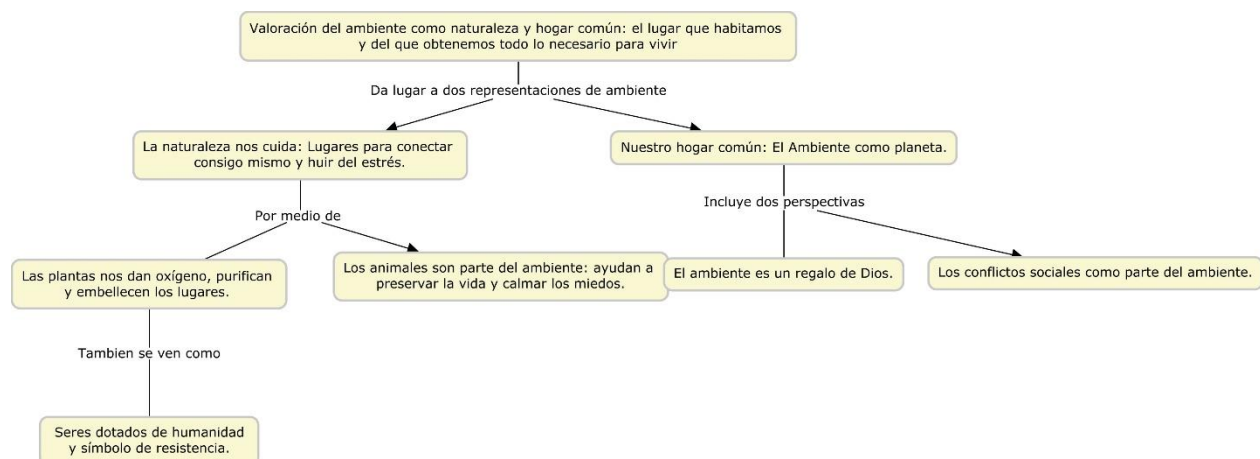 Valoración del ambiente como naturaleza y hogar común: el lugar que habitamos
y del que obtenemos todo lo necesario para vivir
Da lugar a dos representaciones de ambiente
La naturaleza nos cuida: Lugares para conectar
consigo mismo y huir del estrés.
Nuestro hogar común: El Ambiente como planeta.
Por medio de
Incluye dos perspectivas
Las plantas nos dan oxígeno, purifican
y embellecen los lugares.
Los animales son parte del ambiente: ayudan a
preservar la vida y calmar los miedos.
El ambiente es un regalo de Dios.
Los conflictos sociales como parte del ambiente.
Tambien se ven como
Seres dotados de humanidad
y símbolo de resistencia.